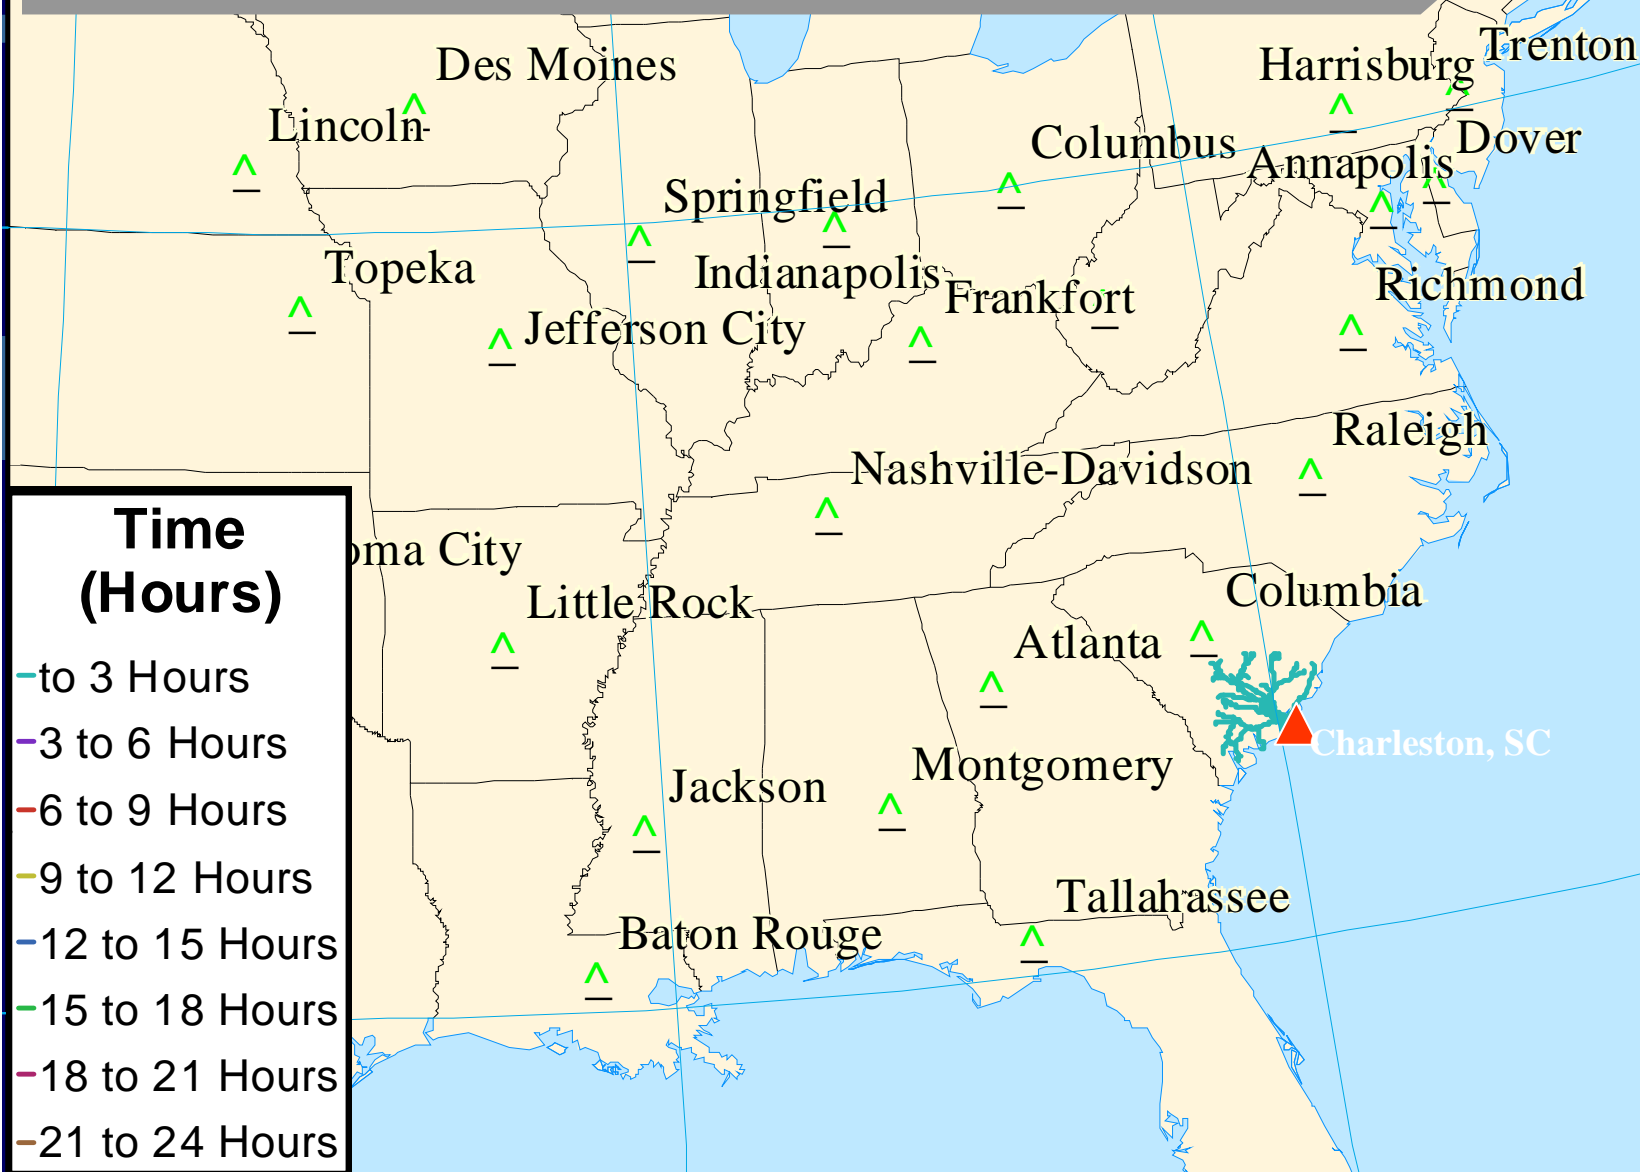 Trenton
Des Moines
Harrisburg
Lincoln
Columbus
Dover
Annapolis
Springfield
Topeka
Indianapolis
Richmond
Frankfort
Jefferson City
Raleigh
Nashville-Davidson
Time
(Hours)
oma City
Columbia
Little Rock
Atlanta
to 3 Hours
3 to 6 Hours
Charleston, SC
Montgomery
Jackson
6 to 9 Hours
9 to 12 Hours
Tallahassee
Baton Rouge
12 to 15 Hours
15 to 18 Hours
18 to 21 Hours
21 to 24 Hours